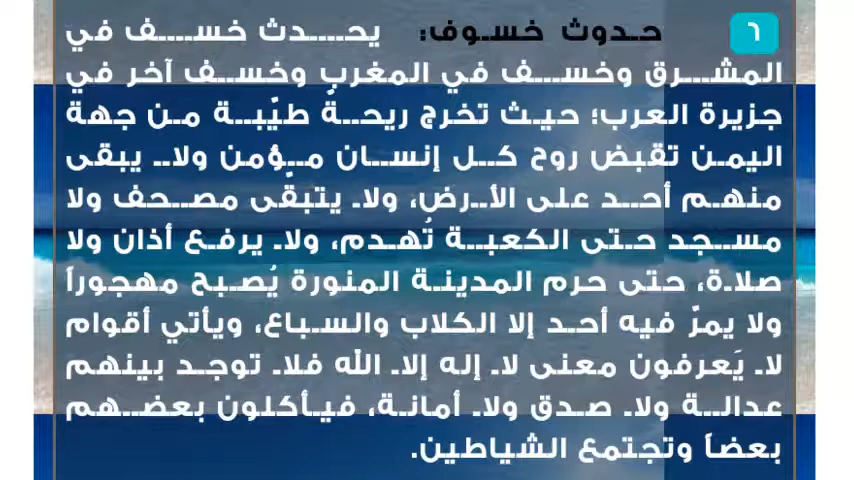 ٦ حدوث خسوف: يحدث خسف في
المشرق وخسف في المغرب وخسف آخر في
جزيرة العرب؛ حيث تخرج ريحةٌ طيّبة من جهة
اليمن تقبض روح كل إنسان مؤمن ولا يبقى
منهم أحد على الأرض، ولا يتبقّى مصحف ولا
مسجد حتى الكعبة تُهدم، ولا يرفع أذان ولا
صلاة، حتى حرم المدينة المنورة يُصبح مهجوراً
ولا يمرّ فيه أحد إلا الكلاب والسباع، ويأتي أقوام
لا يَعرفون معنى لا إله إلا الله فلا توجد بينهم
عدالة ولا صدق ولا أمانة، فيأكلون بعضهم
بعضاً وتجتمع الشياطين.